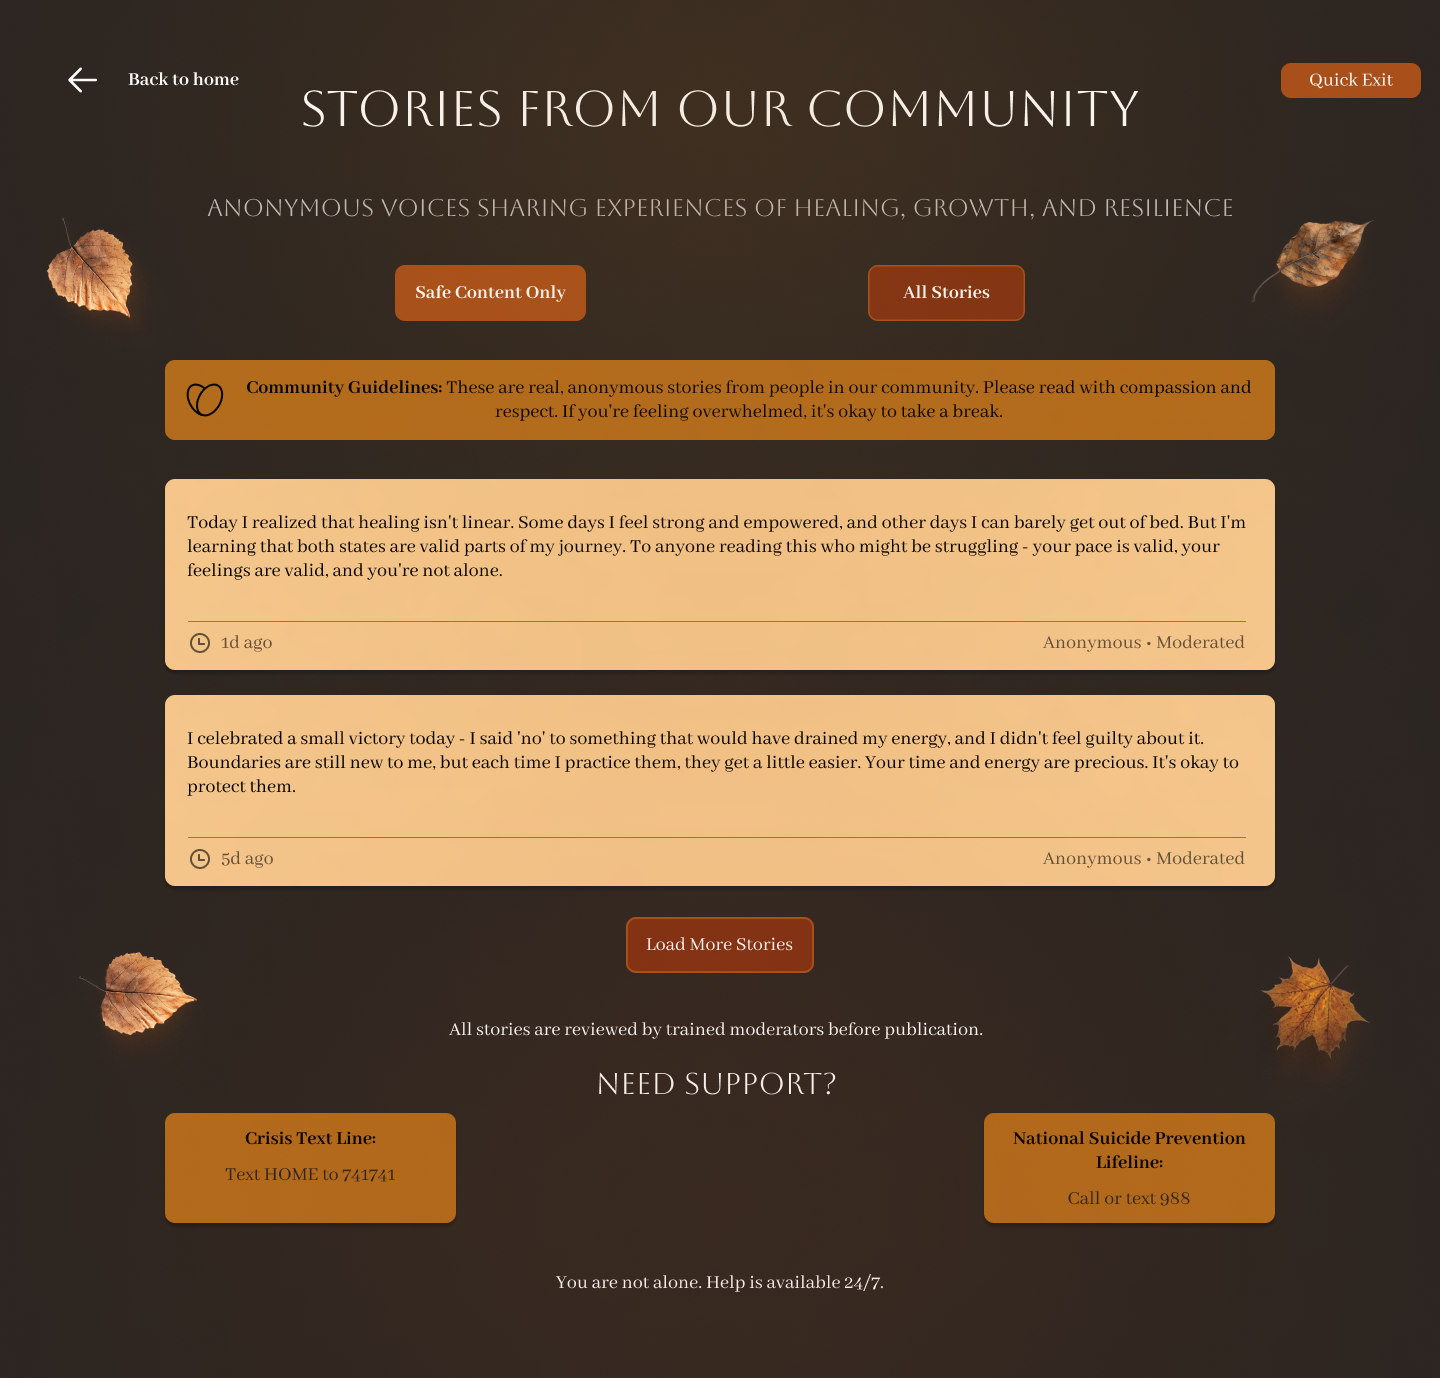 Back to home
Quick Exit
STORIES FROM OUR COMMUNITY
ANONYMOUS VOICES SHARING EXPERIENCES OF HEALING, GROWTH, AND RESILIENCE
Safe Content Only
All Stories
Community Guidelines: These are real, anonymous stories from people in our community. Please read with compassion and
respect. If you're feeling overwhelmed, it's okay to take a break.
Today I realized that healing isn't linear. Some days I feel strong and empowered, and other days I can barely get out of bed. But I'm
learning that both states are valid parts of my journey. To anyone reading this who might be struggling - your pace is valid, your
feelings are valid, and you're not alone.
1d ago
Anonymous • Moderated
I celebrated a small victory today - I said 'no' to something that would have drained my energy, and I didn't feel guilty about it.
Boundaries are still new to me, but each time I practice them, they get a little easier. Your time and energy are precious. It's okay to
protect them.
5d ago
Anonymous • Moderated
Load More Stories
All stories are reviewed by trained moderators before publication.
NEED SUPPORT?
Crisis Text Line:
Text HOME to 741741
National Suicide Prevention
Lifeline:
Call or text 988
You are not alone. Help is available 24/7.